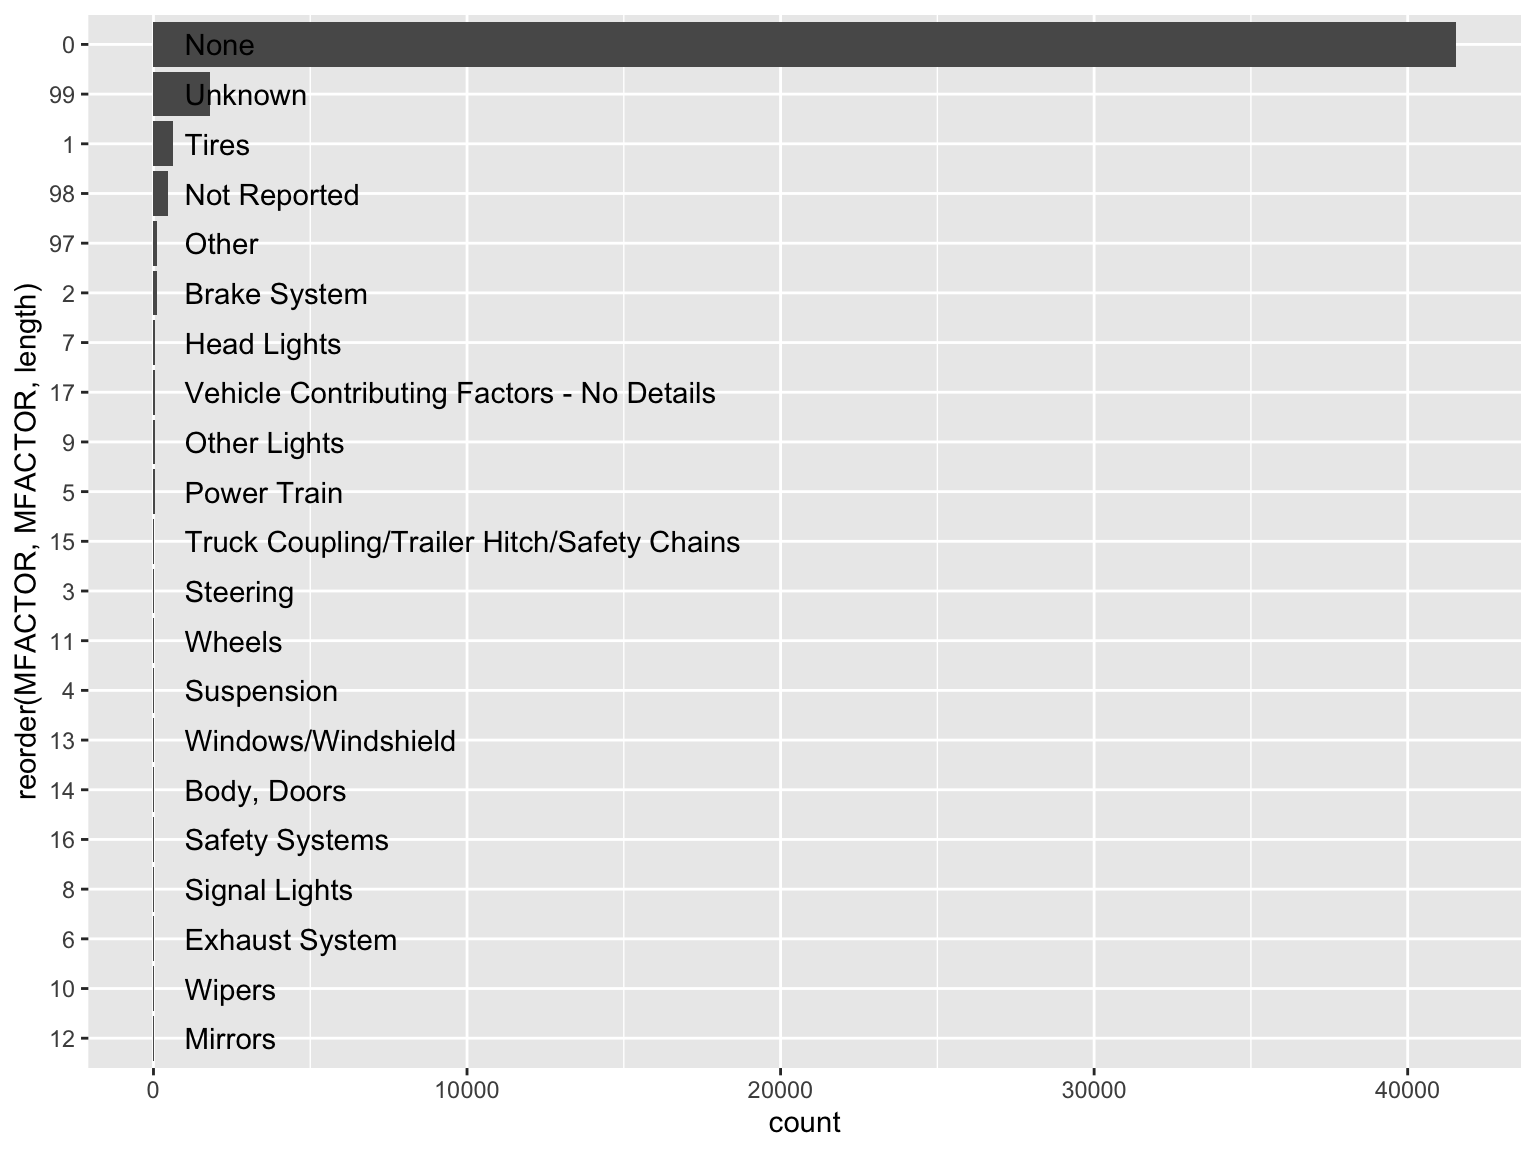 0 None
99 Unknown
1 Tires
98 Not Reported
97 Other
2 Brake System
7 Head Lights
17 Vehicle Contributing Factors - No Details
9 Other Lights
5 Power Train
15 Truck Coupling/Trailer Hitch/Safety Chains
3 Steering
11 Wheels
4 Suspension
13 Windows/Windshield
14 Body, Doors
16 Safety Systems
8 Signal Lights
6 Exhaust System
10 Wipers
12 Mirrors
reorder(MFACTOR, MFACTOR, length)
0 10000 20000 30000 40000
count